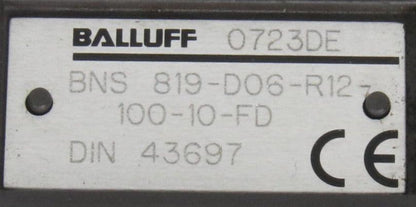 BALLUFF 0723DE
BNS 819-D06-R12-
100-10-FD
DIN 43697
CE